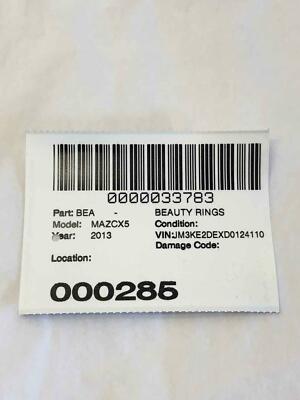 0000033783
Part: BEA - BEAUTY RINGS
Model: MAZCX5 Condition:
Year: 2013 VIN:JM3KE2DEXD0124110
Damage Code:
Location:
000285